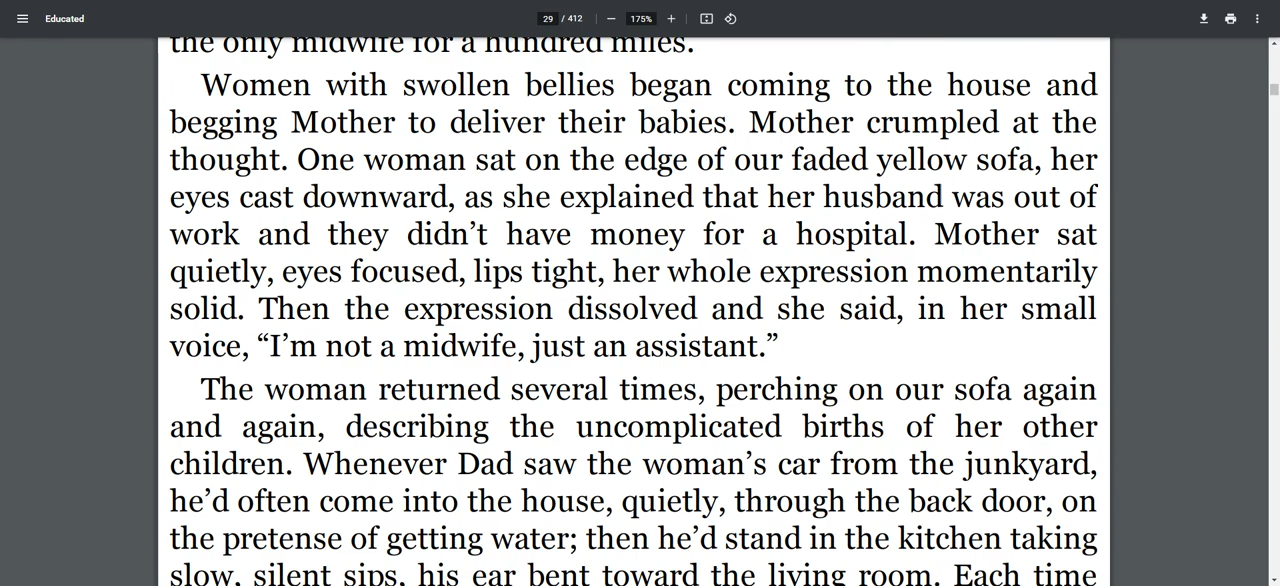 Educated
29 / 412
175%
the only midwife for a hundred miles.
Women with swollen bellies began coming to the house and
begging Mother to deliver their babies. Mother crumpled at the
thought. One woman sat on the edge of our faded yellow sofa, her
eyes cast downward, as she explained that her husband was out of
work and they didn’t have money for a hospital. Mother sat
quietly, eyes focused, lips tight, her whole expression momentarily
solid. Then the expression dissolved and she said, in her small
voice, “I’m not a midwife, just an assistant.”
The woman returned several times, perching on our sofa again
and again, describing the uncomplicated births of her other
children. Whenever Dad saw the woman’s car from the junkyard,
he’d often come into the house, quietly, through the back door, on
the pretense of getting water; then he’d stand in the kitchen taking
slow, silent sips, his ear bent toward the living room. Each time